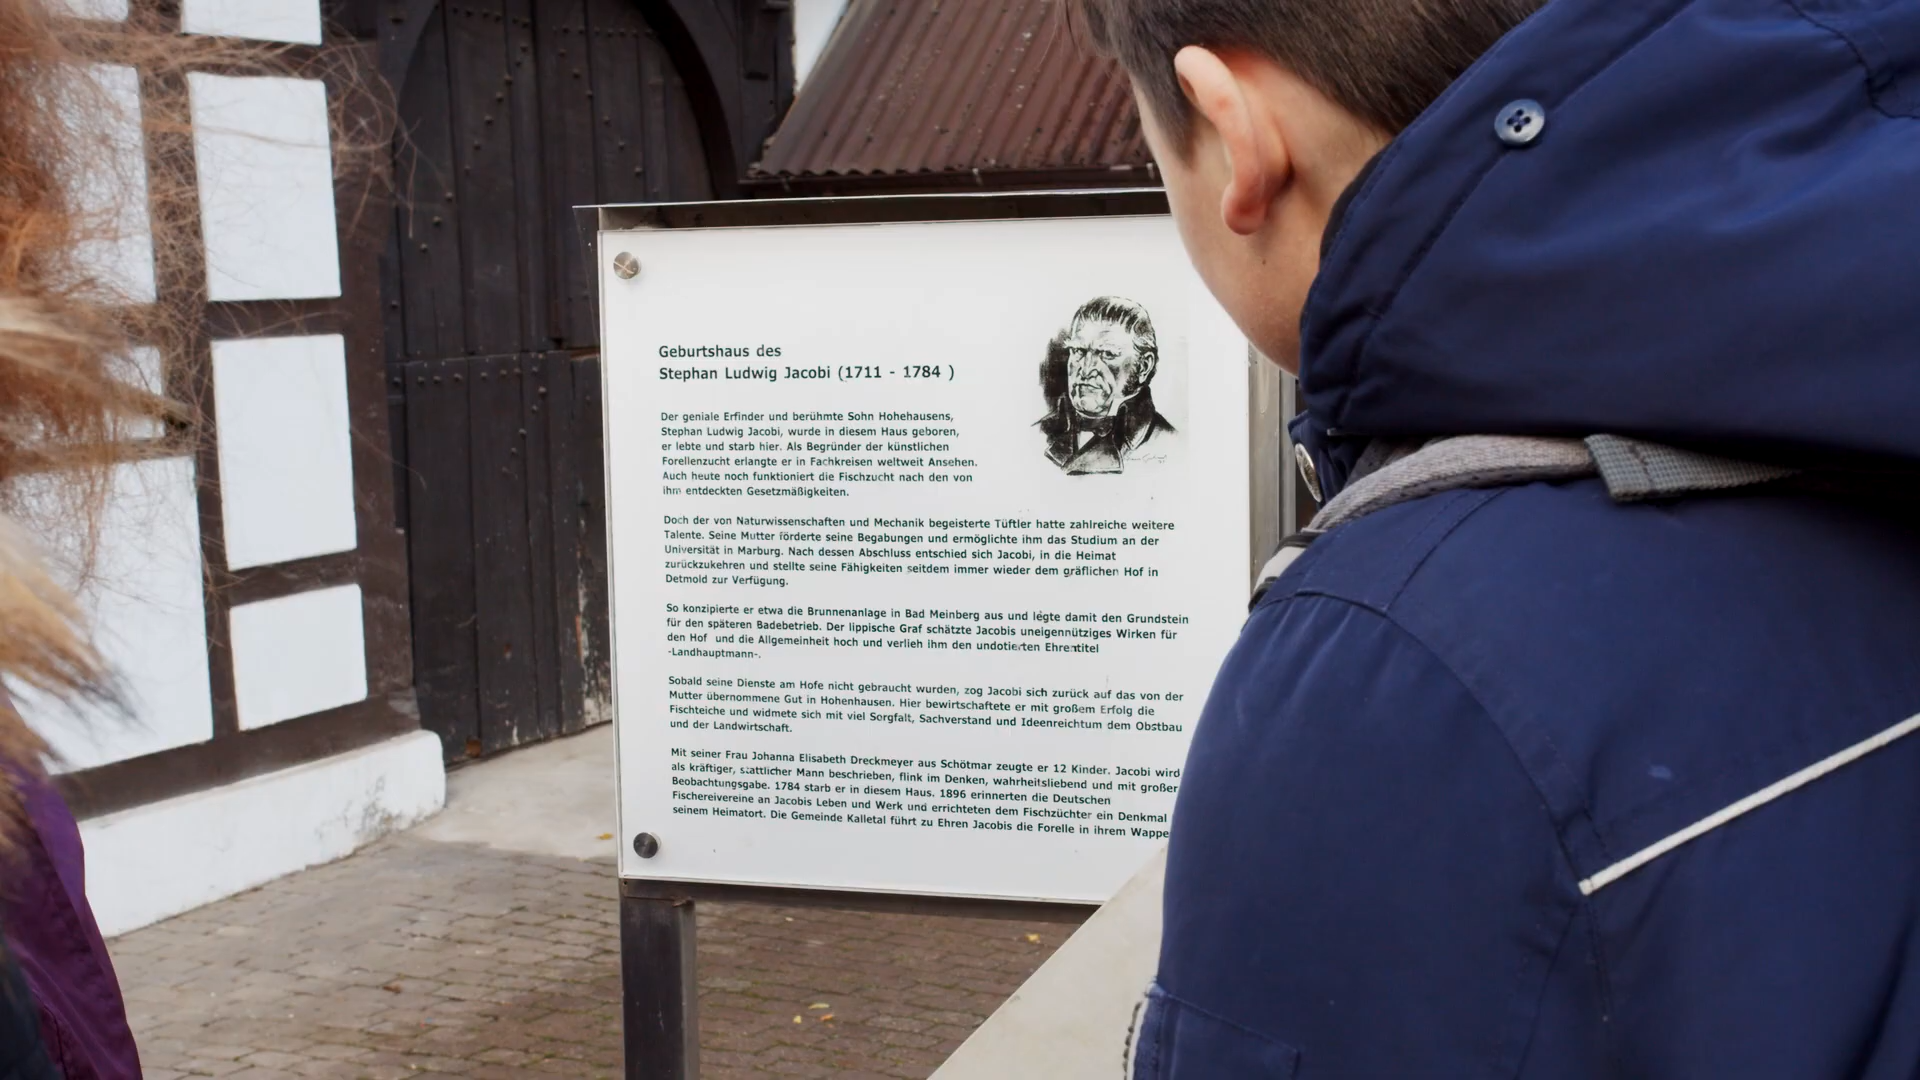 Geburtshaus des
Stephan Ludwig Jacobi (1711 - 1784 )
Der geniale Erfinder und berühmte Sohn Hohehausens,
Stephan Ludwig Jacobi, wurde in diesem Haus geboren,
er lebte und starb hier. Als Begründer der künstlichen
Forellenzucht erlangte er in Fachkreisen weltweit Ansehen.
Auch heute noch funktioniert die Fischzucht nach den von
ihm entdeckten Gesetzmäßigkeiten.
Doch der von Naturwissenschaften und Mechanik begeisterte Tüftler hatte zahlreiche weitere
Talente. Seine Mutter förderte seine Begabungen und ermöglichte ihm das Studium an der
Universität in Marburg. Nach dessen Abschluss entschied sich Jacobi, in die Heimat
zurückzukehren und stellte seine Fähigkeiten seitdem immer wieder dem gräflichen Hof in
Detmold zur Verfügung.
So konzipierte er etwa die Brunnenanlage in Bad Meinberg aus und legte damit den Grundstein
für den späteren Badebetrieb. Der lippische Graf schätzte Jacobis uneigennütziges Wirken für
den Hof und die Allgemeinheit hoch und verlieh ihm den undotierten Ehrentitel
-Landhauptmann-.
Sobald seine Dienste am Hofe nicht gebraucht wurden, zog Jacobi sich zurück auf das von der
Mutter übernommene Gut in Hohenhausen. Hier bewirtschaftete er mit großem Erfolg die
Fischteiche und widmete sich mit viel Sorgfalt, Sachverstand und Ideenreichtum dem Obstbau
und der Landwirtschaft.
Mit seiner Frau Johanna Elisabeth Dreckmeyer aus Schötmar zeugte er 12 Kinder. Jacobi wird
als kräftiger, stattlicher Mann beschrieben, flink im Denken, wahrheitsliebend und mit großer
Beobachtungsgabe. 1784 starb er in diesem Haus. 1896 erinnerten die Deutschen
Fischereivereine an Jacobis Leben und Werk und errichteten dem Fischzüchter ein Denkmal
seinem Heimatort. Die Gemeinde Kalletal führt zu Ehren Jacobis die Forelle in ihrem Wappe